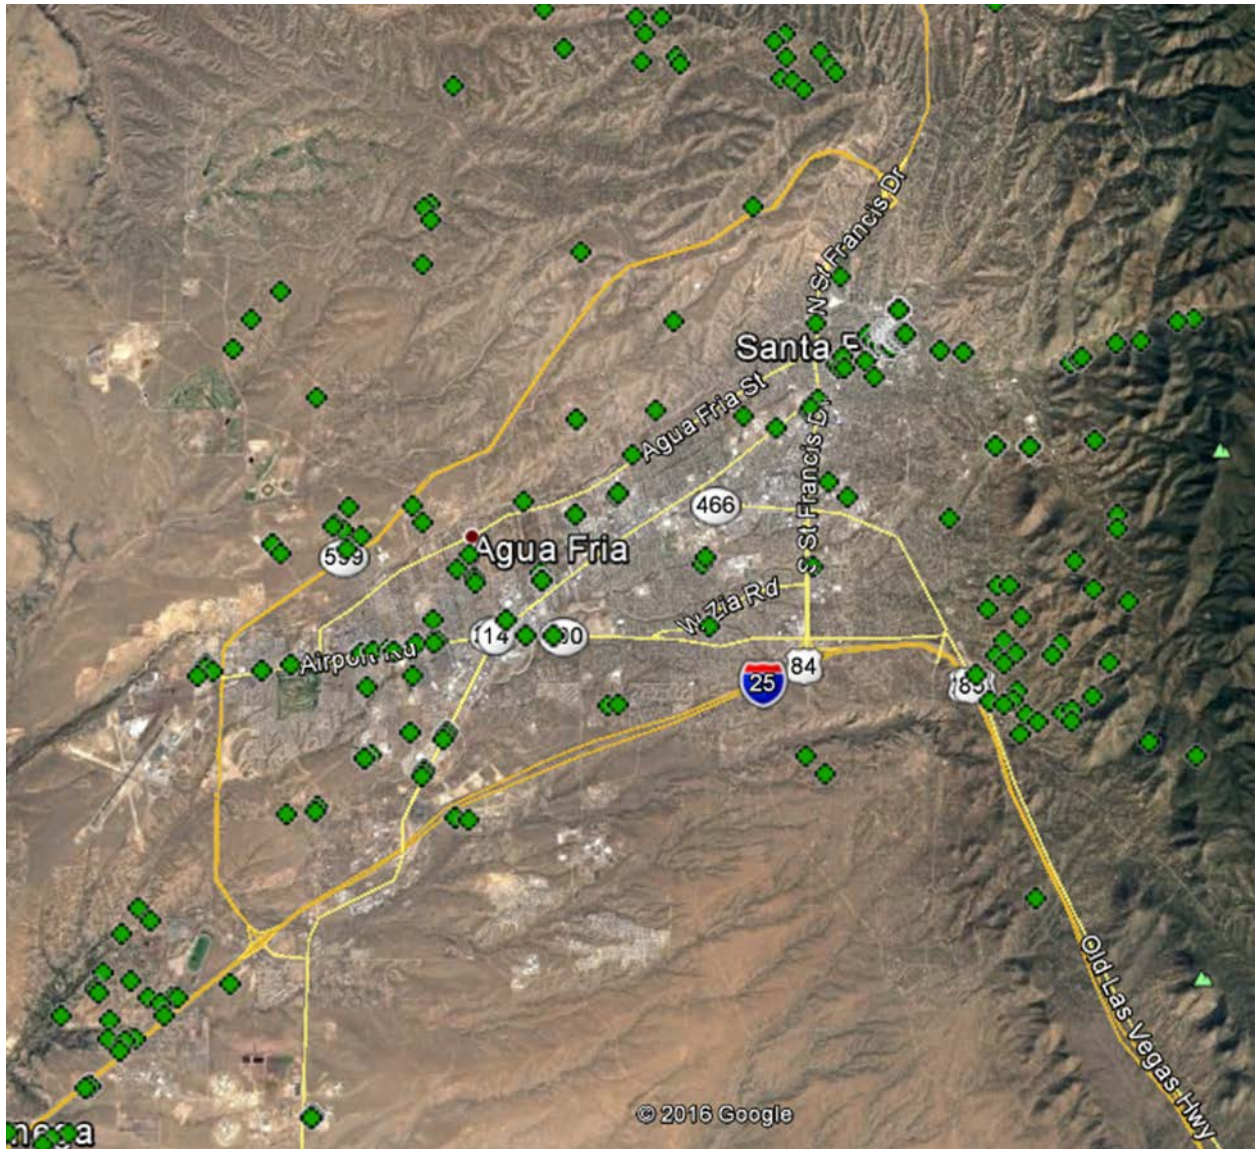 N St Francis Dr
Santa F
Agua Fria St
S St Francis Dr
466
Agua Fria
599
W Zia Rd
14
Airport Rd
84
25
Old Las Vegas Hwy
© 2016 Google